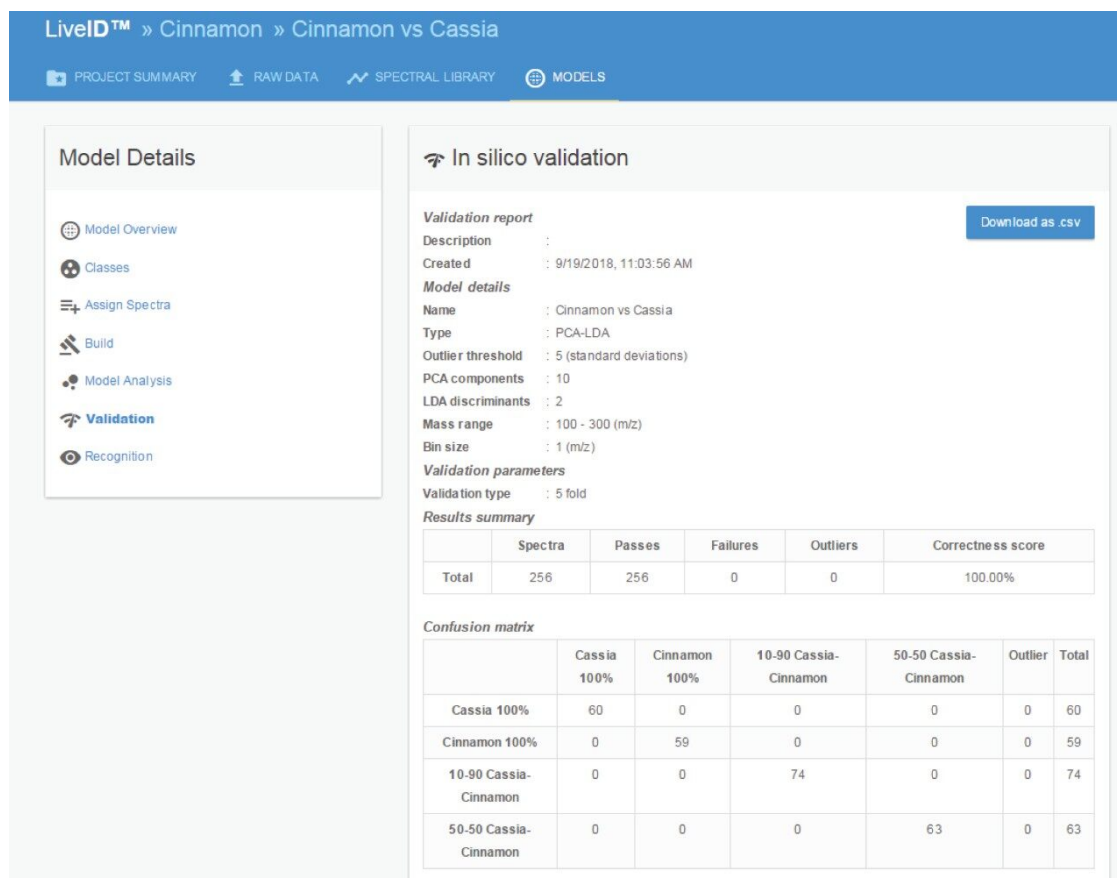 LiveID™ » Cinnamon » Cinnamon vs Cassia
PROJECT SUMMARY RAW DATA SPECTRAL LIBRARY MODELS
Model Details
Model Overview
Classes
Assign Spectra
Build
Model Analysis
Validation
Recognition
In silico validation
Download as .csv
Validation report
Description :
Created : 9/19/2018, 11:03:56 AM
Model details
Name : Cinnamon vs Cassia
Type : PCA-LDA
Outlier threshold : 5 (standard deviations)
PCA components : 10
LDA discriminants : 2
Mass range : 100 - 300 (m/z)
Bin size : 1 (m/z)
Validation parameters
Validation type : 5 fold
Results summary
Spectra Passes Failures Outliers Correctness score
Total 256 256 0 0 100.00%
Confusion matrix
Cassia 100% Cinnamon 100% 10-90 Cassia-Cinnamon 50-50 Cassia-Cinnamon Outlier Total
Cassia 100% 60 0 0 0 0 60
Cinnamon 100% 0 59 0 0 0 59
10-90 Cassia-Cinnamon 0 0 74 0 0 74
50-50 Cassia-Cinnamon 0 0 0 63 0 63